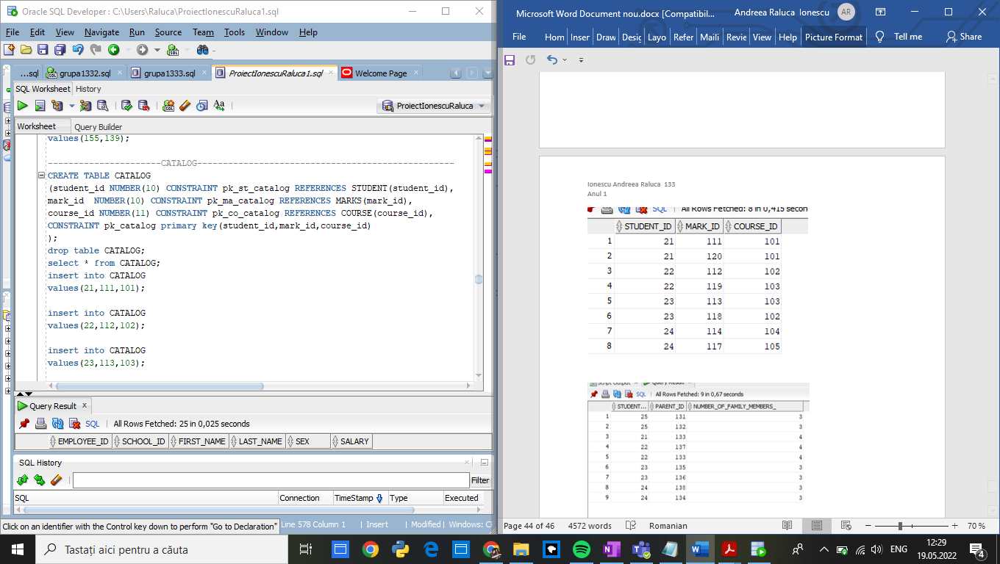 Oracle SQL Developer : C:\Users\Raluca\ProiectIonescuRaluca1.sql
File Edit View Navigate Run Source Team Tools Window Help
...sql grupa1332.sql grupa1333.sql ProiectIonescuRaluca1.sql Welcome Page
SQL Worksheet History
ProiectIonescuRaluca
Worksheet Query Builder
values(155,139);
----------------------CATALOG--------------------------------------------------
CREATE TABLE CATALOG
(student_id NUMBER(10) CONSTRAINT pk_st_catalog REFERENCES STUDENT(student_id),
mark_id  NUMBER(10) CONSTRAINT pk_ma_catalog REFERENCES MARKS(mark_id),
course_id NUMBER(11) CONSTRAINT pk_co_catalog REFERENCES COURSE(course_id),
CONSTRAINT pk_catalog primary key(student_id,mark_id,course_id)
);
drop table CATALOG;
select * from CATALOG;
insert into CATALOG
values(21,111,101);
insert into CATALOG
values(22,112,102);
insert into CATALOG
values(23,113,103);
Query Result x
SQL | All Rows Fetched: 25 in 0,025 seconds
EMPLOYEE_ID SCHOOL_ID FIRST_NAME LAST_NAME SEX SALARY
SQL History
Filter
SQL Connection TimeStamp Type Executed
Click on an identifier with the Control key down to perform "Go to Declaration"
Line 578 Column 1 | Insert | Modified | Windows: C
Microsoft Word Document nou.docx [Compatibil... Andreea Raluca Ionescu AR
File Hom Inser Draw Desig Layo Refer Maili Revie View Help Picture Format Tell me Share
Ionescu Andreea Raluca 133
Anul 1
SQL All Rows Fetched: 8 in 0,415 secon
STUDENT_ID MARK_ID COURSE_ID
1 21 111 101
2 21 120 101
3 22 112 102
4 22 119 103
5 23 113 103
6 23 118 102
7 24 114 104
8 24 117 105
Script Output x Query Result x
SQL | All Rows Fetched: 9 in 0,67 seconds
STUDENT... PARENT_ID NUMBER_OF_FAMILY_MEMBERS_
1 25 131 3
2 25 132 3
3 21 133 4
4 22 137 4
5 22 133 4
6 23 135 3
7 23 136 3
8 24 138 3
9 24 134 3
Page 44 of 46 4572 words Romanian 70 %
Tastați aici pentru a căuta
ENG 12:29
19.05.2022
4